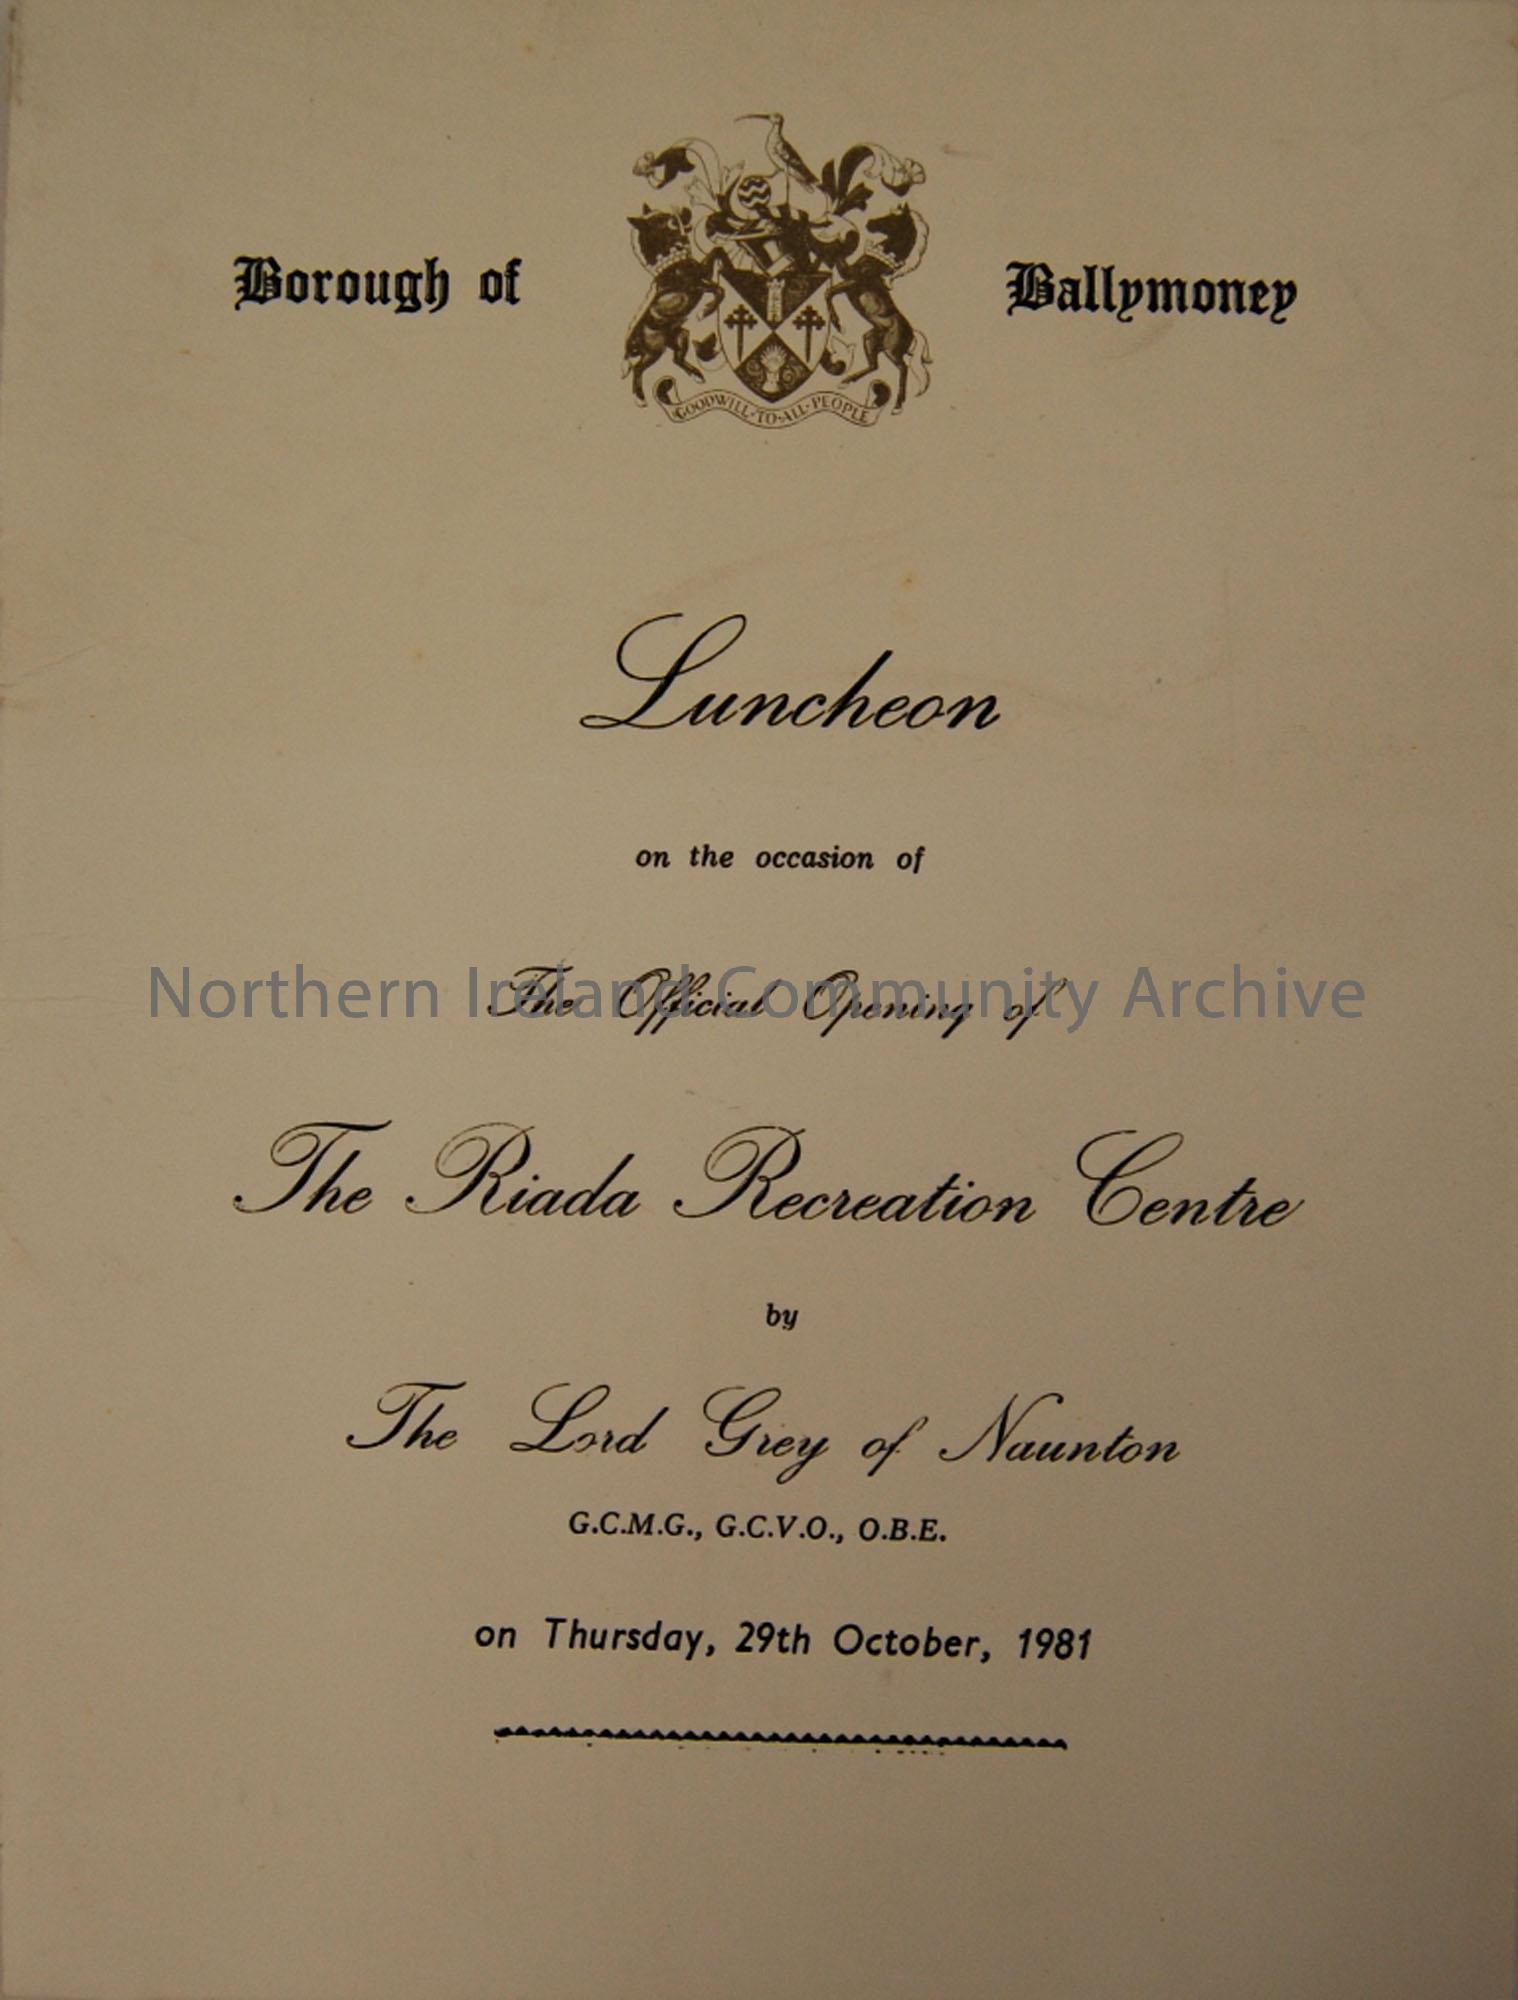 Borough of Ballymoney
GOODWILL·TO·ALL·PEOPLE
Luncheon
on the occasion of
The Official Opening of
Northern Ireland Community Archive
The Riada Recreation Centre
by
The Lord Grey of Naunton
G.C.M.G., G.C.V.O., O.B.E.
on Thursday, 29th October, 1981